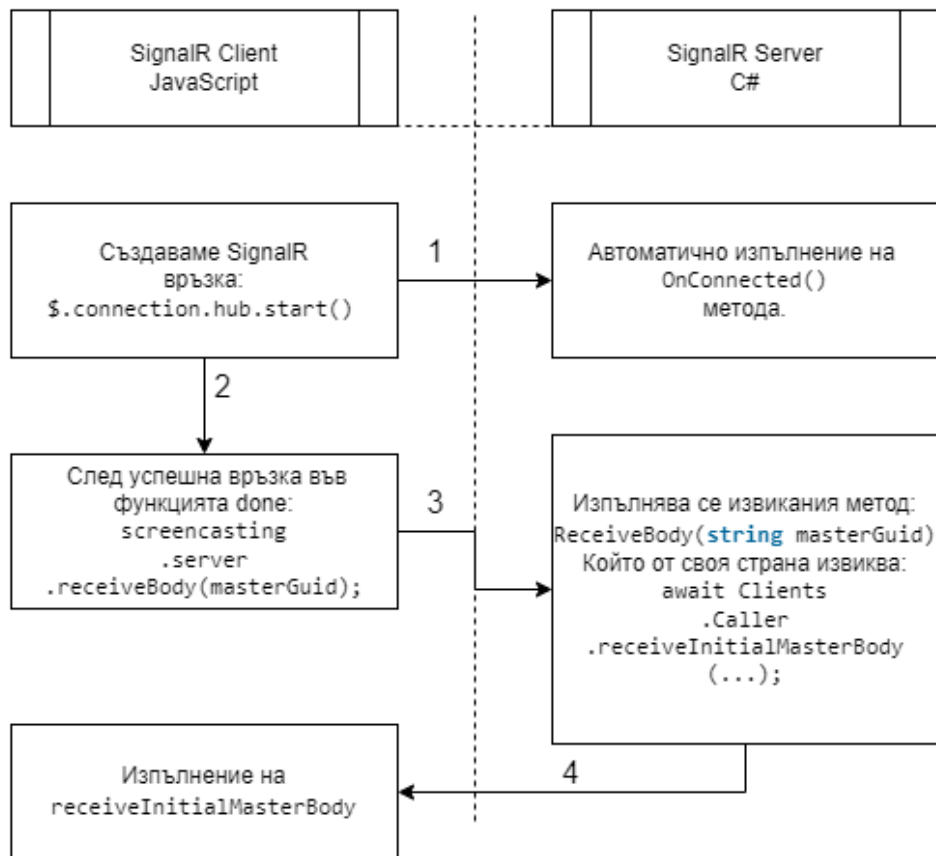 SignalR Client
JavaScript
SignalR Server
C#
Създаваме SignalR
връзка:
$.connection.hub.start()
1
Автоматично изпълнение на
OnConnected()
метода.
2
След успешна връзка във
функцията done:
screencasting
.server
.receiveBody(masterGuid);
3
Изпълнява се извикания метод:
ReceiveBody(string masterGuid)
Който от своя страна извиква:
await Clients
.Caller
.receiveInitialMasterBody
(...);
4
Изпълнение на
receiveInitialMasterBody